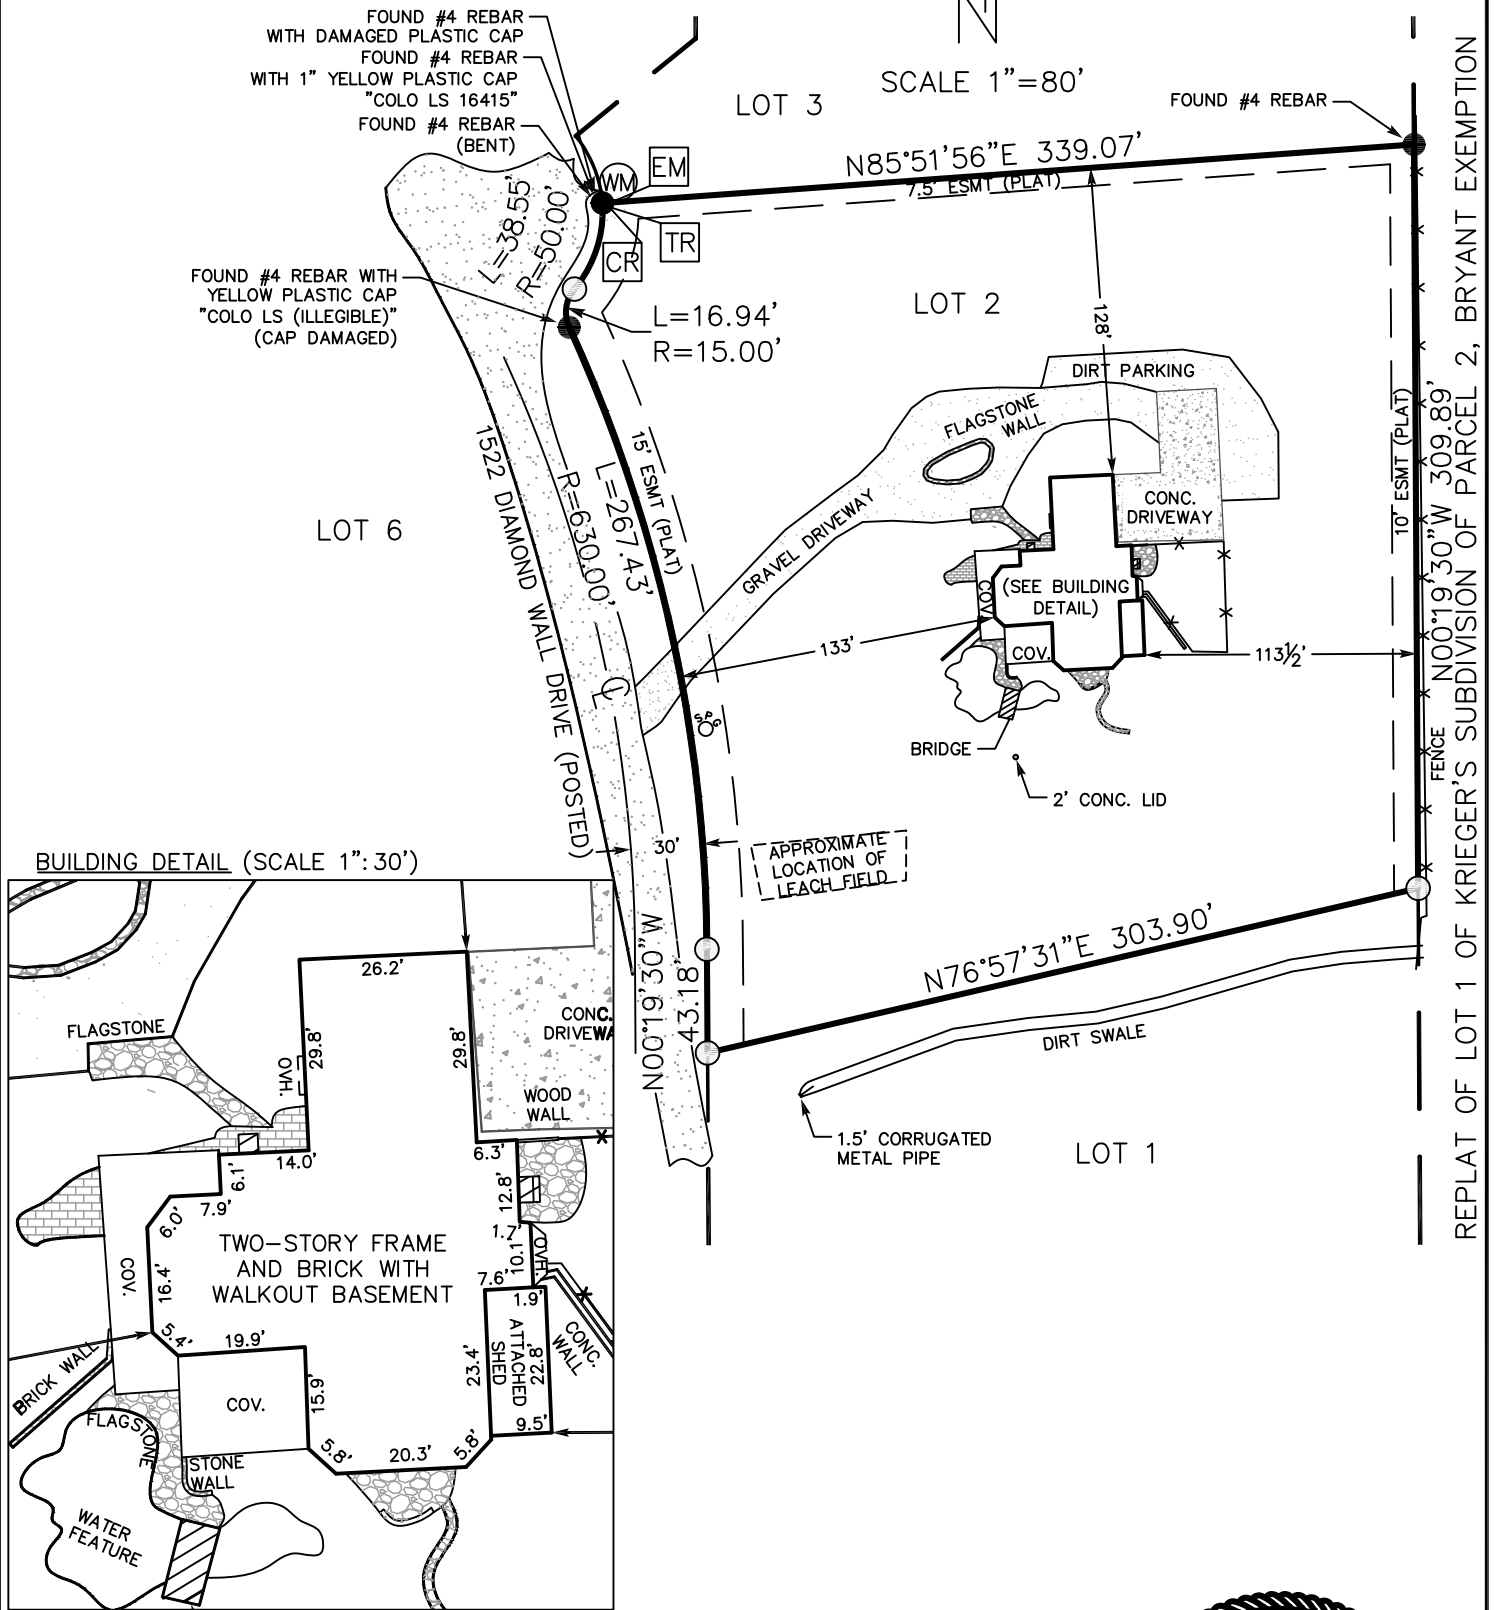 FOUND #4 REBAR
WITH DAMAGED PLASTIC CAP
FOUND #4 REBAR
WITH 1" YELLOW PLASTIC CAP
"COLO LS 16415"
FOUND #4 REBAR
(BENT)
N
SCALE 1"=80'
LOT 3
FOUND #4 REBAR
N85°51'56"E 339.07'
7.5' ESMT (PLAT)
WM
EM
TR
CR
L=38.55'
R=50.00'
FOUND #4 REBAR WITH
YELLOW PLASTIC CAP
"COLO LS (ILLEGIBLE)"
(CAP DAMAGED)
L=16.94'
R=15.00'
LOT 2
128'
DIRT PARKING
FLAGSTONE
WALL
CONC.
DRIVEWAY
GRAVEL DRIVEWAY
15' ESMT (PLAT)
L=267.43'
R=630.00'
1522 DIAMOND WALL DRIVE (POSTED)
LOT 6
(SEE BUILDING
DETAIL)
COV.
COV.
133'
113½'
10' ESMT (PLAT)
N00°19'30"W 309.89'
FENCE
REPLAT OF LOT 1 OF KRIEGER'S SUBDIVISION OF PARCEL 2, BRYANT EXEMPTION
CL
SPG
BRIDGE
2' CONC. LID
30'
APPROXIMATE
LOCATION OF
LEACH FIELD
N00°19'30"W
43.18'
N76°57'31"E 303.90'
DIRT SWALE
1.5' CORRUGATED
METAL PIPE
LOT 1
BUILDING DETAIL (SCALE 1":30')
26.2'
29.8'
29.8'
FLAGSTONE
OVH.
CONC.
DRIVEWA
WOOD
WALL
14.0'
6.1'
7.9'
6.0'
6.3'
12.8'
1.7'
10.1'
OVH.
TWO-STORY FRAME
AND BRICK WITH
WALKOUT BASEMENT
COV.
16.4'
5.4'
19.9'
7.6'
1.9'
ATTACHED
SHED
23.4'
22.8'
9.5'
CONC.
WALL
BRICK WALL
COV.
15.9'
5.8'
20.3'
5.8'
FLAGSTONE
STONE
WALL
WATER
FEATURE